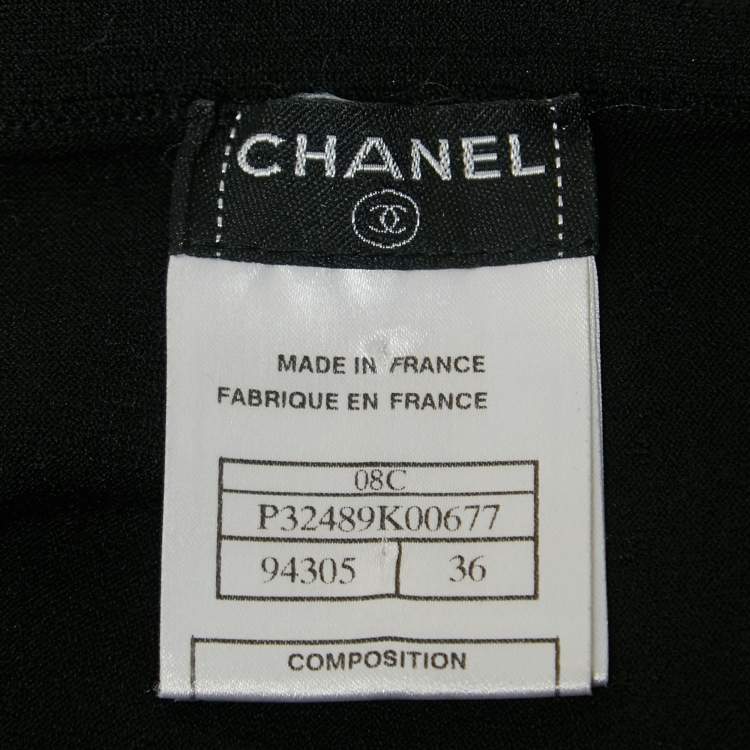 CHANEL
MADE IN FRANCE
FABRIQUE EN FRANCE
08C
P32489K00677
94305 36
COMPOSITION